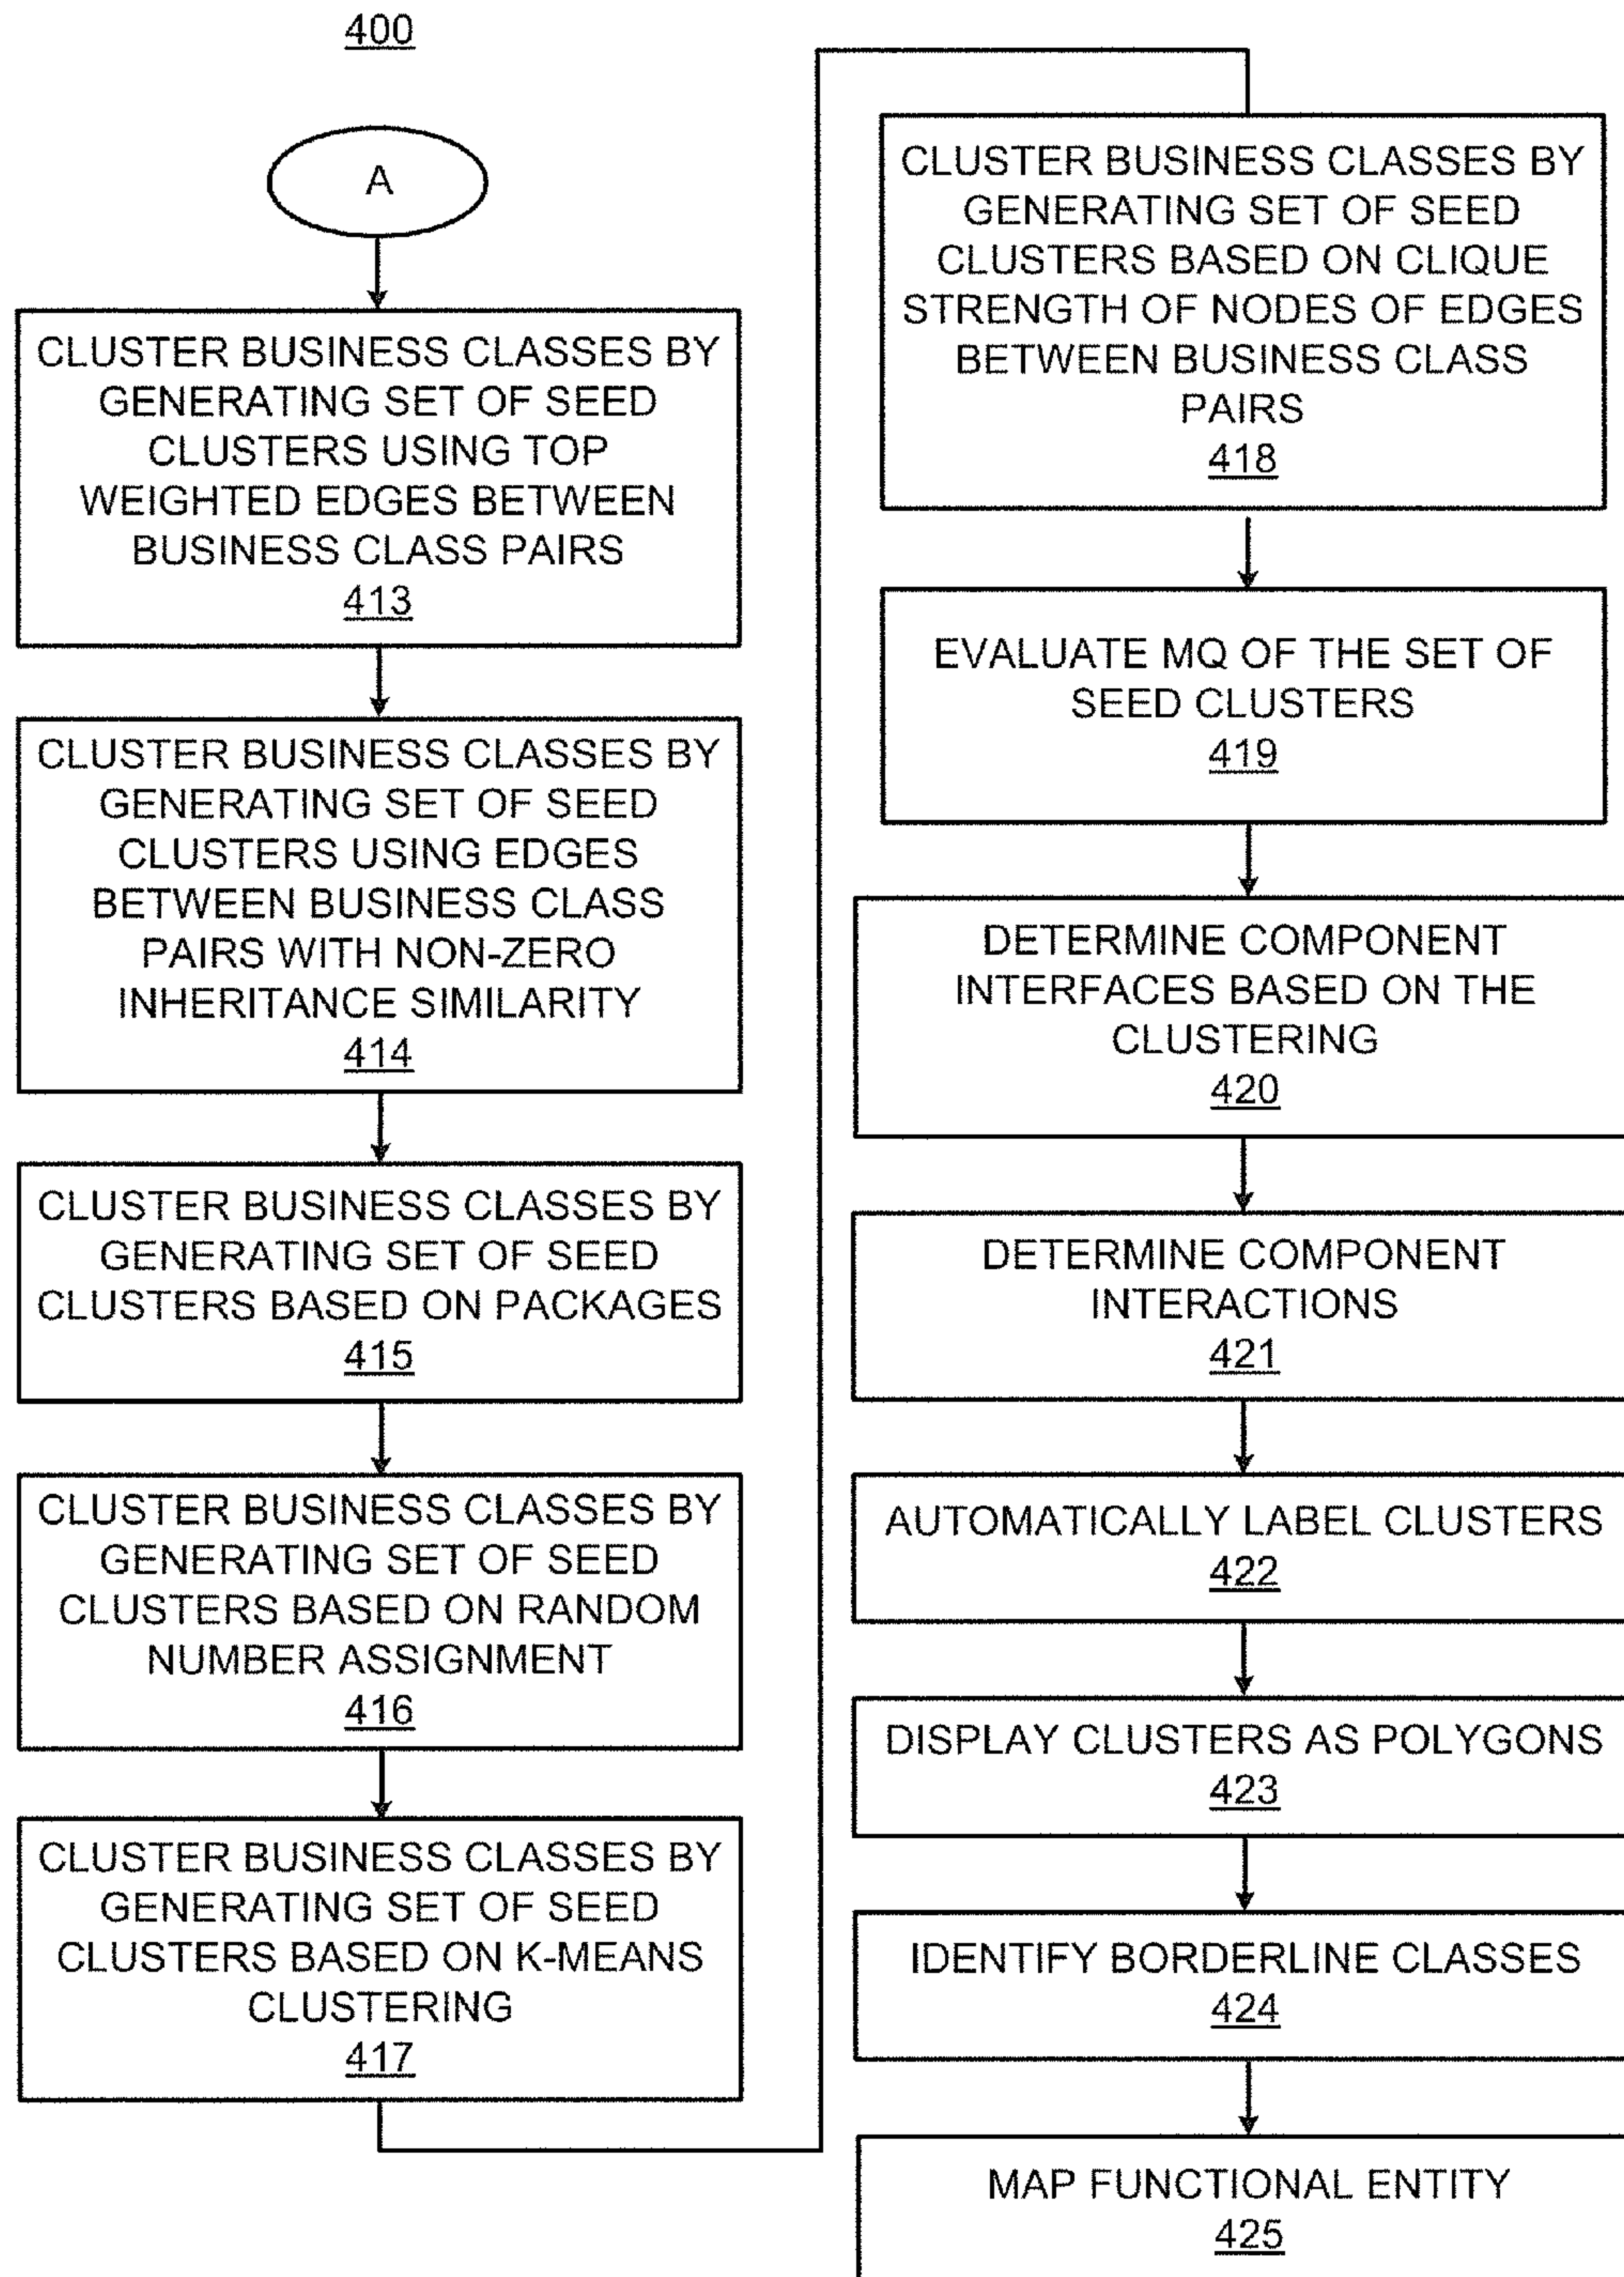 400
A
CLUSTER BUSINESS CLASSES BY
GENERATING SET OF SEED
CLUSTERS USING TOP
WEIGHTED EDGES BETWEEN
BUSINESS CLASS PAIRS
413
CLUSTER BUSINESS CLASSES BY
GENERATING SET OF SEED
CLUSTERS USING EDGES
BETWEEN BUSINESS CLASS
PAIRS WITH NON-ZERO
INHERITANCE SIMILARITY
414
CLUSTER BUSINESS CLASSES BY
GENERATING SET OF SEED
CLUSTERS BASED ON PACKAGES
415
CLUSTER BUSINESS CLASSES BY
GENERATING SET OF SEED
CLUSTERS BASED ON RANDOM
NUMBER ASSIGNMENT
416
CLUSTER BUSINESS CLASSES BY
GENERATING SET OF SEED
CLUSTERS BASED ON K-MEANS
CLUSTERING
417
CLUSTER BUSINESS CLASSES BY
GENERATING SET OF SEED
CLUSTERS BASED ON CLIQUE
STRENGTH OF NODES OF EDGES
BETWEEN BUSINESS CLASS
PAIRS
418
EVALUATE MQ OF THE SET OF
SEED CLUSTERS
419
DETERMINE COMPONENT
INTERFACES BASED ON THE
CLUSTERING
420
DETERMINE COMPONENT
INTERACTIONS
421
AUTOMATICALLY LABEL CLUSTERS
422
DISPLAY CLUSTERS AS POLYGONS
423
IDENTIFY BORDERLINE CLASSES
424
MAP FUNCTIONAL ENTITY
425